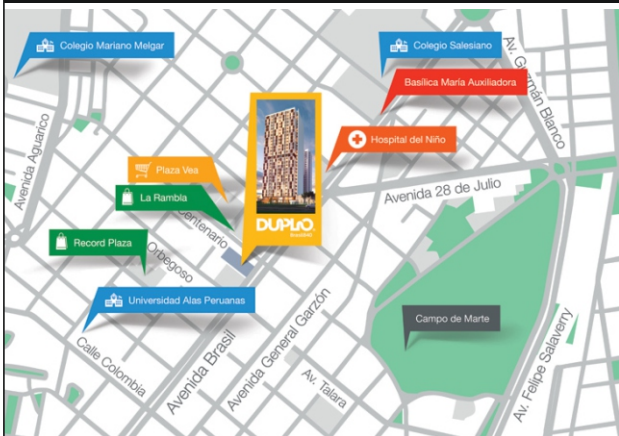 Colegio Mariano Melgar
Colegio Salesiano
Av. Guzmán Blanco
Basílica María Auxiliadora
Avenida Aguarico
Hospital del Niño
Plaza Vea
La Rambla
Avenida 28 de Julio
Centenario
DUPLO.
Record Plaza
Orbegoso
Universidad Alas Peruanas
Campo de Marte
Calle Colombia
Avenida Brasil
Avenida General Garzón
Av. Talara
Av. Felipe Salaverry